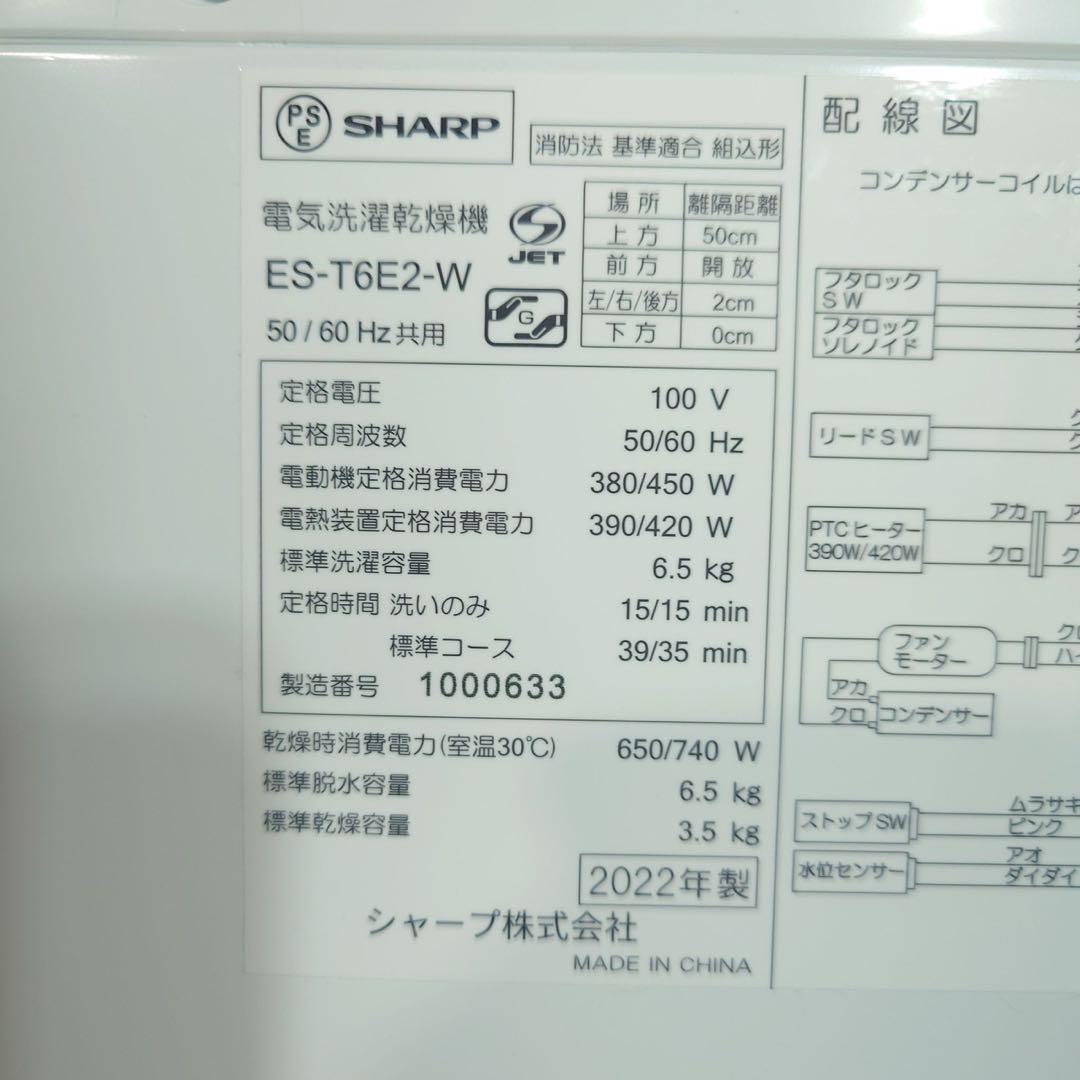 PSE SHARP
消防法 基準適合 組込形
電気洗濯乾燥機
JET
ES-T6E2-W
G
50/60 Hz共用
場所 離隔距離
上方 50cm
前方 開放
左/右/後方 2cm
下方 0cm
定格電圧 100 V
定格周波数 50/60 Hz
電動機定格消費電力 380/450 W
電熱装置定格消費電力 390/420 W
標準洗濯容量 6.5 kg
定格時間 洗いのみ 15/15 min
標準コース 39/35 min
製造番号 1000633
乾燥時消費電力(室温30℃) 650/740 W
標準脱水容量 6.5 kg
標準乾燥容量 3.5 kg
2022年製
シャープ株式会社
MADE IN CHINA
配線図
コンデンサーコイルは
フタロック
SW
フタロック
ソレノイド
リードSW
PTCヒーター
390W/420W
アカ
クロ
ファン
モーター
アカ
クロ
コンデンサー
ストップSW
ムラサキ
ピンク
水位センサー
アオ
ダイダイ